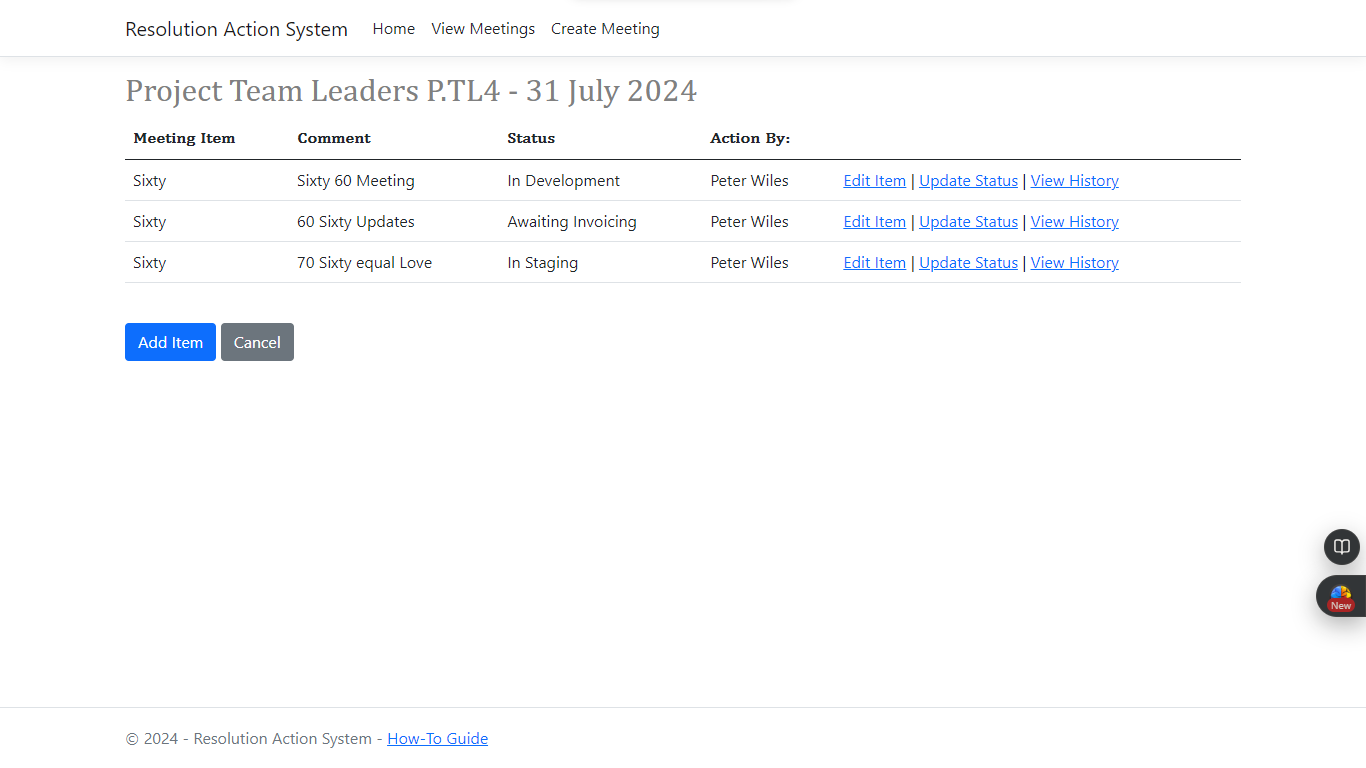 Resolution Action System Home View Meetings Create Meeting
Project Team Leaders P.TL4 - 31 July 2024
Meeting Item Comment Status Action By:
Sixty Sixty 60 Meeting In Development Peter Wiles Edit Item | Update Status | View History
Sixty 60 Sixty Updates Awaiting Invoicing Peter Wiles Edit Item | Update Status | View History
Sixty 70 Sixty equal Love In Staging Peter Wiles Edit Item | Update Status | View History
Add Item Cancel
New
© 2024 - Resolution Action System - How-To Guide